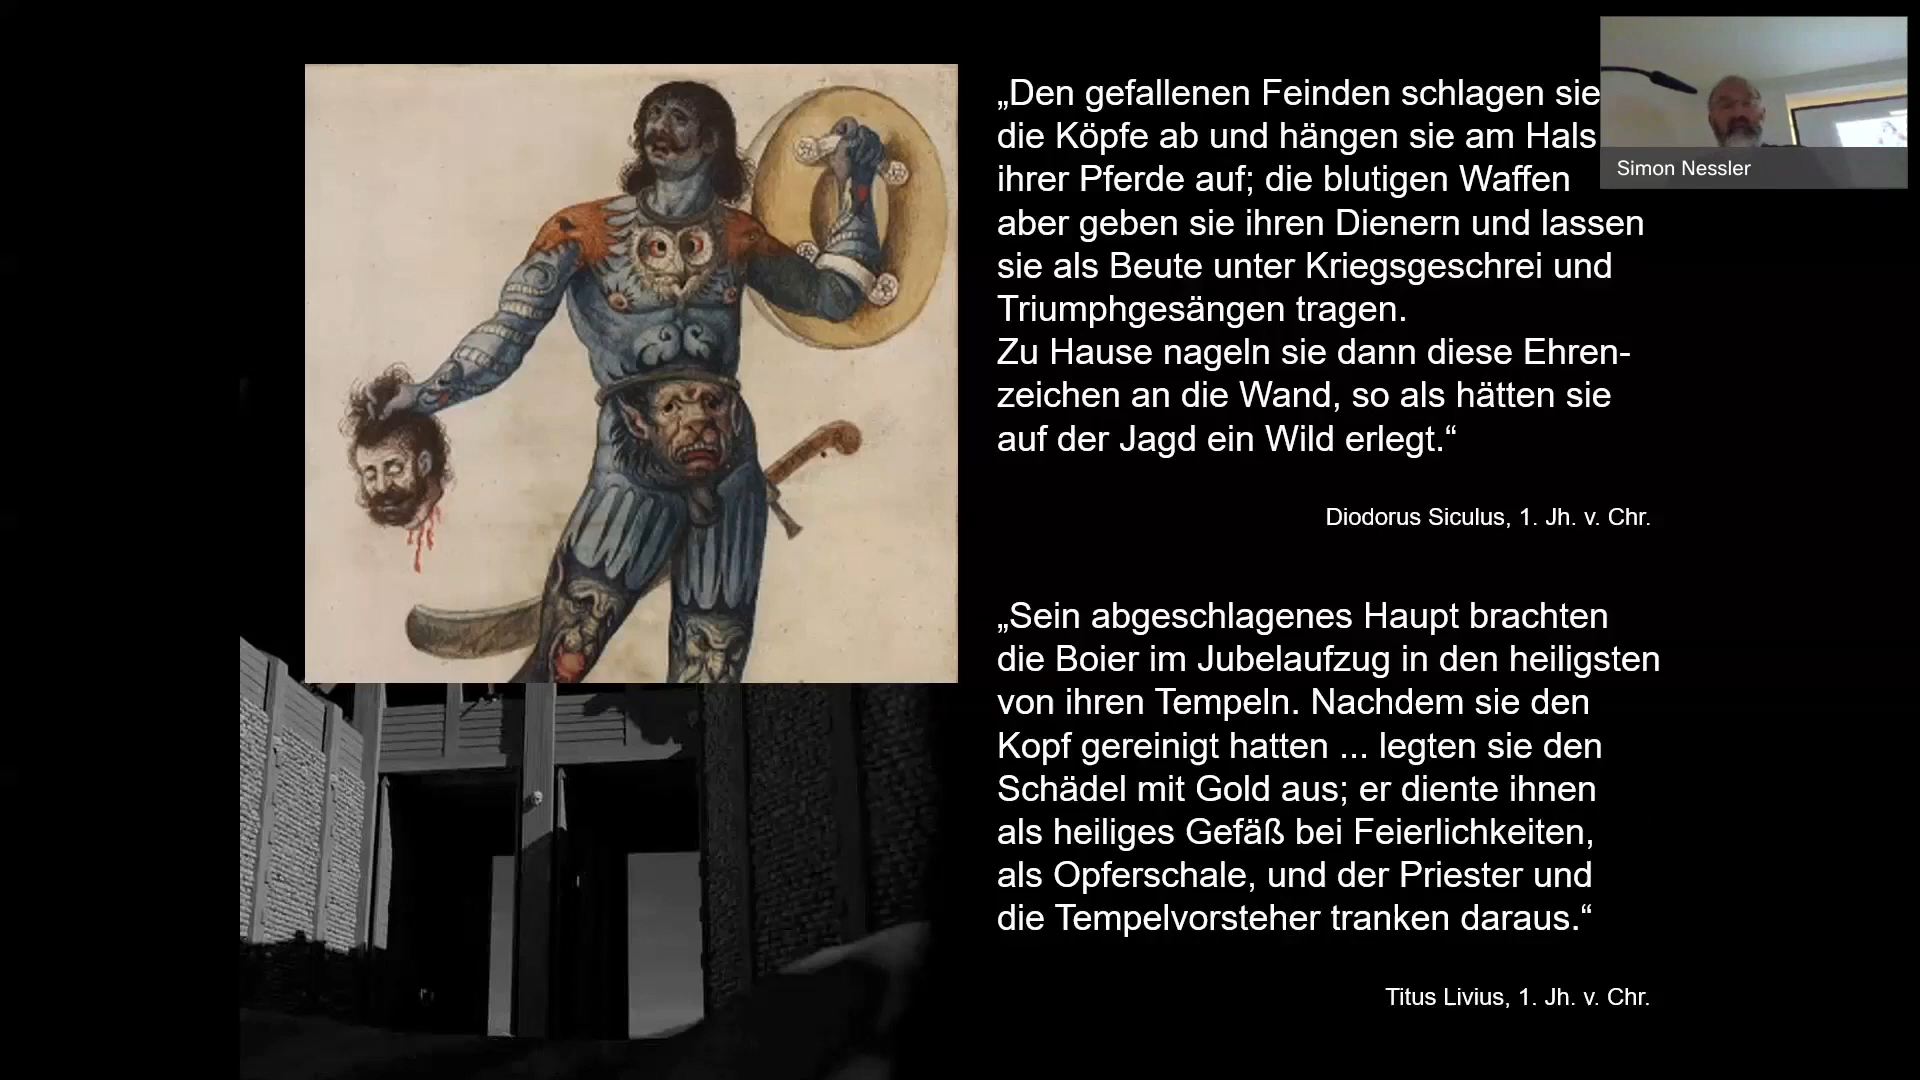 „Den gefallenen Feinden schlagen sie
die Köpfe ab und hängen sie am Hals
ihrer Pferde auf; die blutigen Waffen
aber geben sie ihren Dienern und lassen
sie als Beute unter Kriegsgeschrei und
Triumphgesängen tragen.
Zu Hause nageln sie dann diese Ehren-
zeichen an die Wand, so als hätten sie
auf der Jagd ein Wild erlegt.“
Diodorus Siculus, 1. Jh. v. Chr.
„Sein abgeschlagenes Haupt brachten
die Boier im Jubelaufzug in den heiligsten
von ihren Tempeln. Nachdem sie den
Kopf gereinigt hatten ... legten sie den
Schädel mit Gold aus; er diente ihnen
als heiliges Gefäß bei Feierlichkeiten,
als Opferschale, und der Priester und
die Tempelvorsteher tranken daraus.“
Titus Livius, 1. Jh. v. Chr.
Simon Nessler